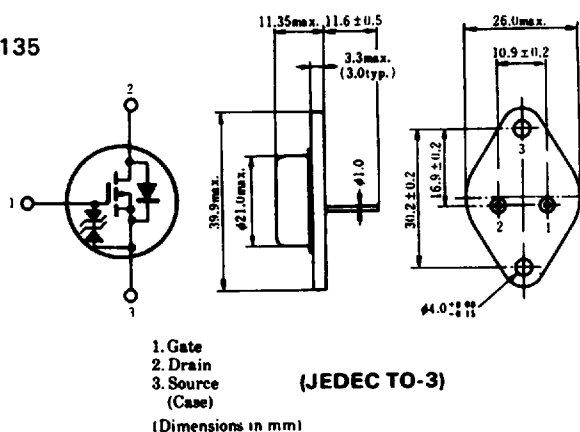 135
11.35max. 11.6 ± 0.5
3.3max.
(3.0typ.)
26.0max.
10.9 ± 0.2
2
1
3
39.9max.
ϕ21.0max.
ϕ1.0
30.2 ± 0.2
16.9 ± 0.2
3
2
1
ϕ4.0
1. Gate
2. Drain
3. Source
(Case)
(JEDEC TO-3)
(Dimensions in mm)